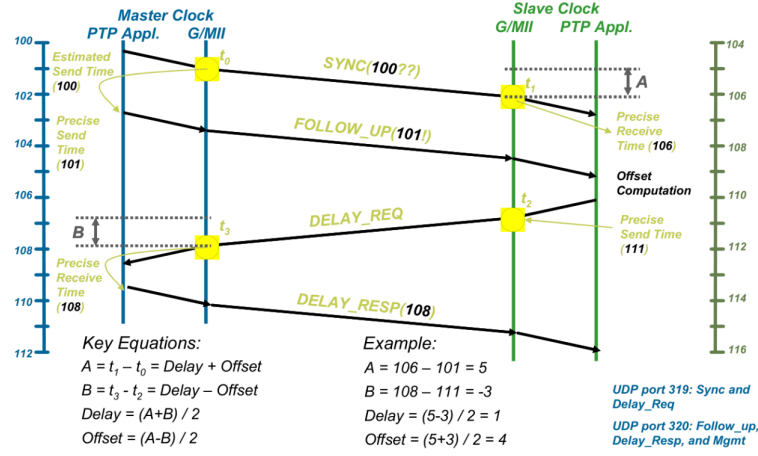 Master Clock
PTP Appl.
G/MII
Slave Clock
G/MII
PTP Appl.
100
102
104
106
108
110
112
104
106
108
110
112
114
116
Estimated
Send Time
(100)
t0
SYNC(100??)
t1
A
Precise
Send
Time
(101)
FOLLOW_UP(101!)
Precise
Receive
Time (106)
Offset
Computation
t2
DELAY_REQ
B
t3
Precise
Send Time
(111)
Precise
Receive
Time
(108)
DELAY_RESP(108)
Key Equations:
A = t1 – t0 = Delay + Offset
B = t3 - t2 = Delay – Offset
Delay = (A+B) / 2
Offset = (A-B) / 2
Example:
A = 106 – 101 = 5
B = 108 – 111 = -3
Delay = (5-3) / 2 = 1
Offset = (5+3) / 2 = 4
UDP port 319: Sync and
Delay_Req
UDP port 320: Follow_up,
Delay_Resp, and Mgmt